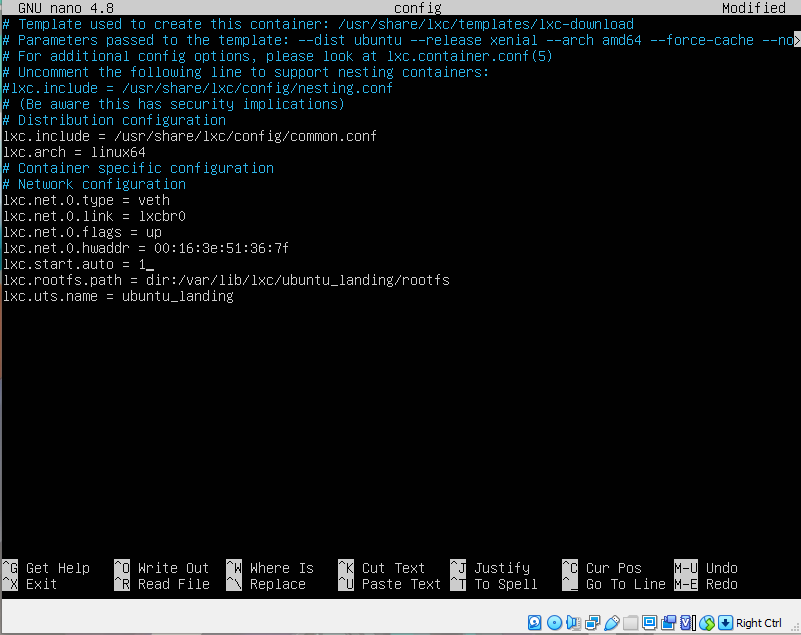 GNU nano 4.8 config Modified
# Template used to create this container: /usr/share/lxc/templates/lxc-download
# Parameters passed to the template: --dist ubuntu --release xenial --arch amd64 --force-cache --no>
# For additional config options, please look at lxc.container.conf(5)
# Uncomment the following line to support nesting containers:
#lxc.include = /usr/share/lxc/config/nesting.conf
# (Be aware this has security implications)
# Distribution configuration
lxc.include = /usr/share/lxc/config/common.conf
lxc.arch = linux64
# Container specific configuration
# Network configuration
lxc.net.0.type = veth
lxc.net.0.link = lxcbr0
lxc.net.0.flags = up
lxc.net.0.hwaddr = 00:16:3e:51:36:7f
lxc.start.auto = 1_
lxc.rootfs.path = dir:/var/lib/lxc/ubuntu_landing/rootfs
lxc.uts.name = ubuntu_landing
^G Get Help ^O Write Out ^W Where Is ^K Cut Text ^J Justify ^C Cur Pos M-U Undo
^X Exit ^R Read File ^\ Replace ^U Paste Text ^T To Spell ^_ Go To Line M-E Redo
Right Ctrl